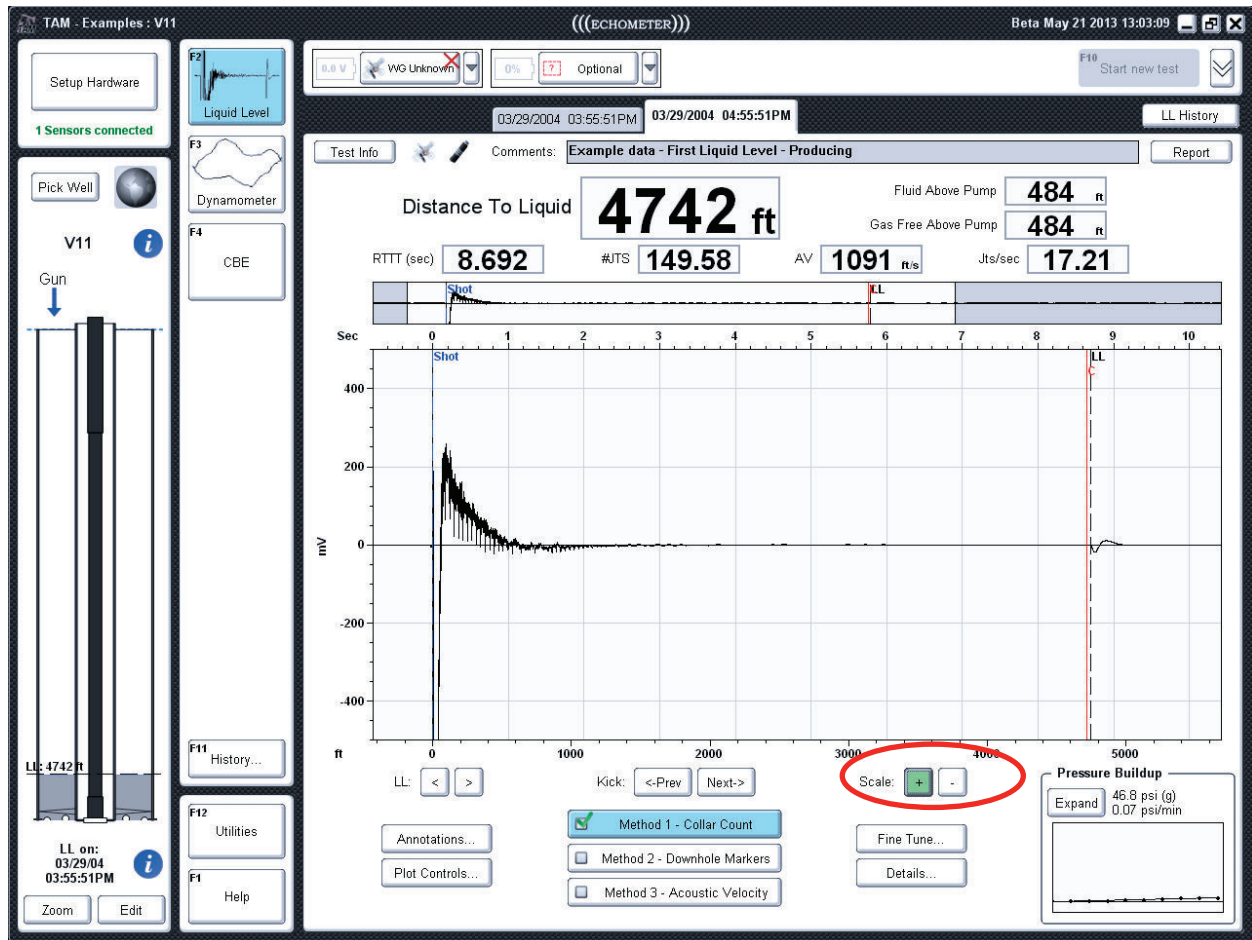 TAM - Examples : V11
(((ECHOMETER)))
Beta May 21 2013 13:03:09
Setup Hardware
1 Sensors connected
Pick Well
V11
Gun
LL: 4742 ft
LL on:
03/29/04
03:55:51PM
Zoom Edit
F2
Liquid Level
F3
Dynamometer
F4
CBE
F11
History...
F12
Utilities
F1
Help
0.0 V WG Unknown 0% ? Optional
F10
Start new test
03/29/2004 03:55:51PM 03/29/2004 04:55:51PM LL History
Test Info Comments: Example data - First Liquid Level - Producing Report
Distance To Liquid 4742 ft
Fluid Above Pump 484 ft
Gas Free Above Pump 484 ft
RTTT (sec) 8.692 #JTS 149.58 AV 1091 ft/s Jts/sec 17.21
Shot LL
Sec 0 1 2 3 4 5 6 7 8 9 10
Shot LL
C
400
200
mV 0
-200
-400
ft 0 1000 2000 3000 4000 5000
LL: < > Kick: <-Prev Next-> Scale: + -
Annotations...
Plot Controls...
Method 1 - Collar Count
Method 2 - Downhole Markers
Method 3 - Acoustic Velocity
Fine Tune...
Details...
Pressure Buildup
Expand 46.8 psi (g)
0.07 psi/min